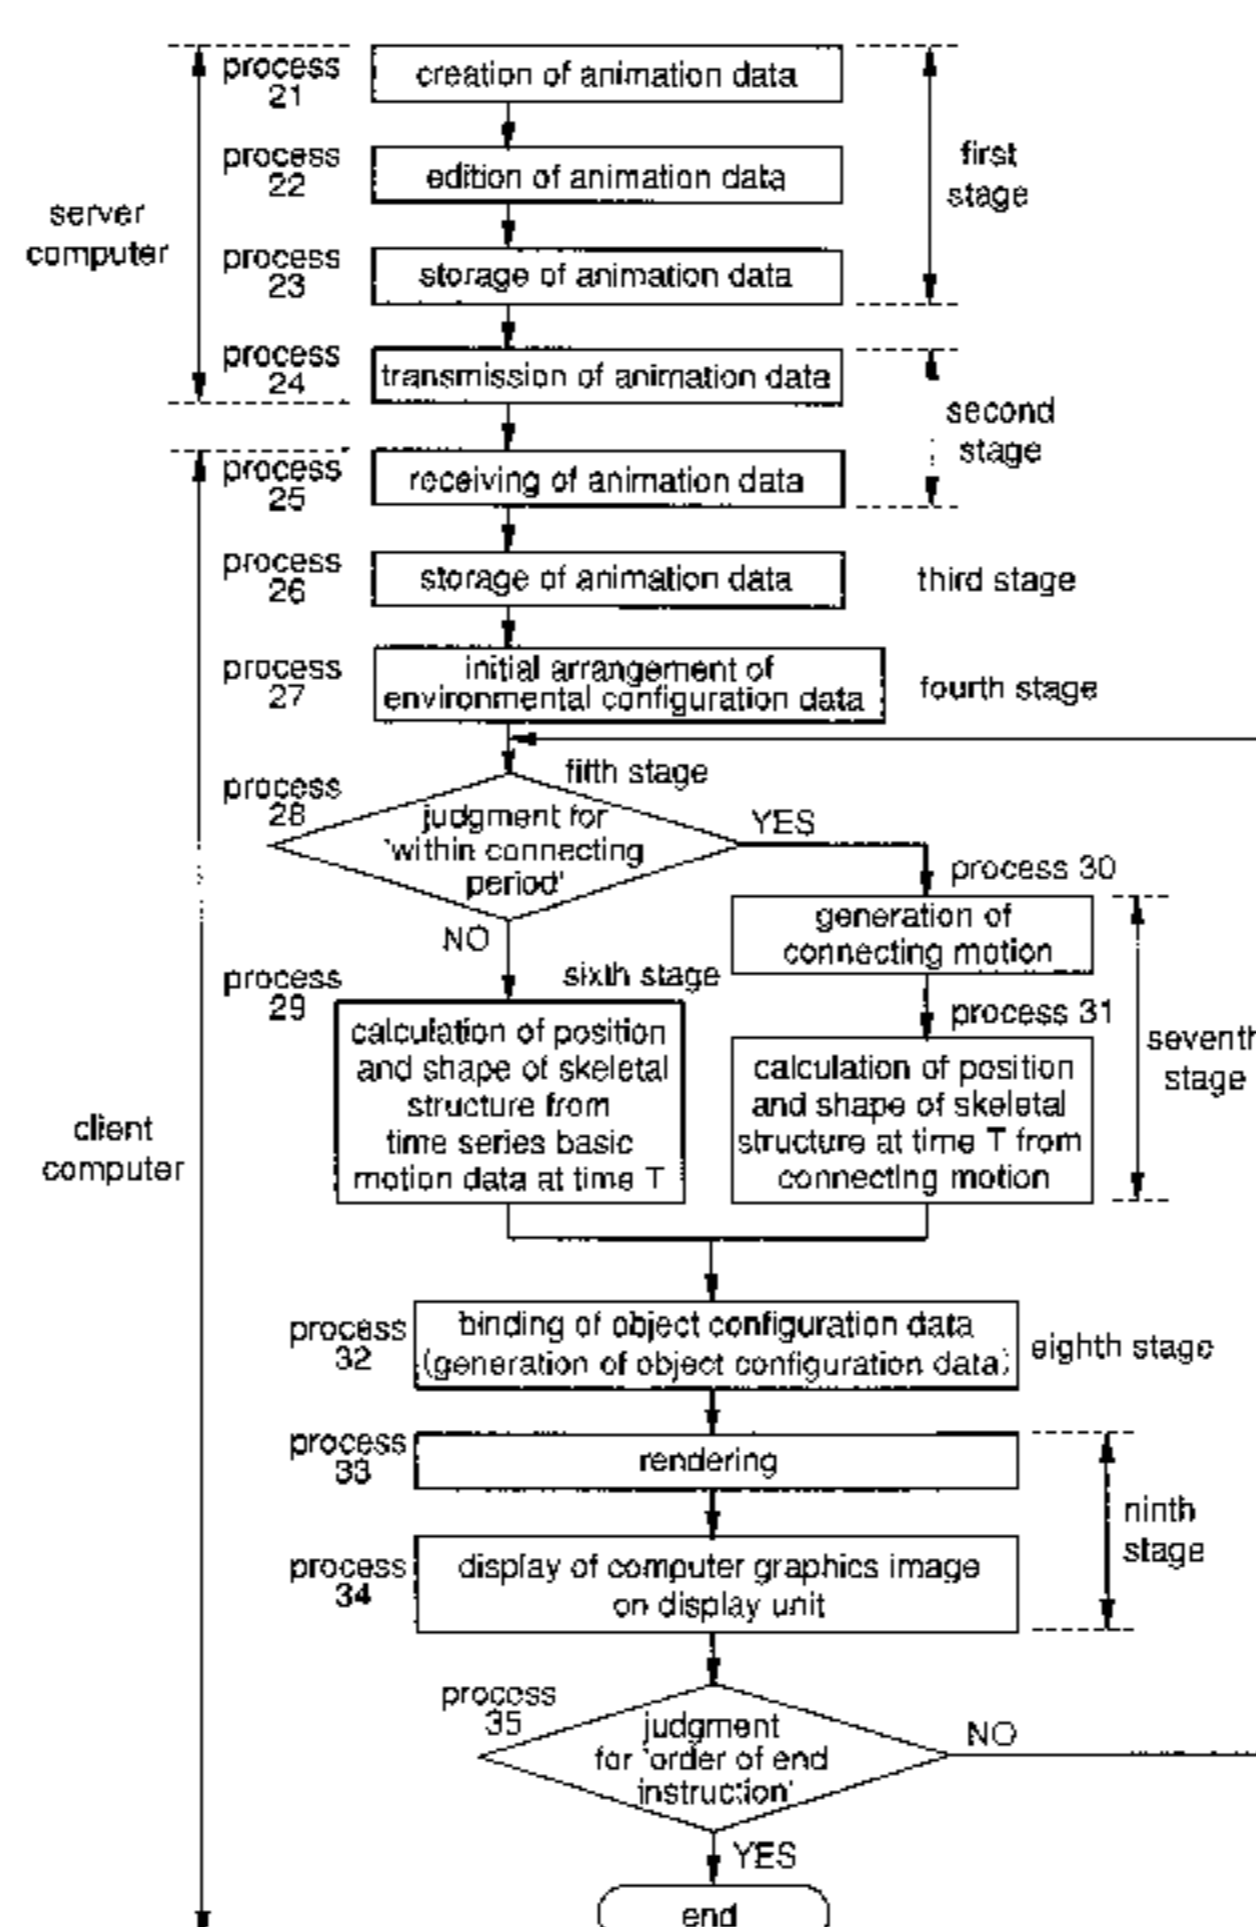 process
21
creation of animation data
process
22
edition of animation data
first
stage
server
computer
process
23
storage of animation data
process
24
transmission of animation data
second
stage
process
25
receiving of animation data
process
26
storage of animation data
third stage
process
27
initial arrangement of
environmental configuration data
fourth stage
fifth stage
process
28
judgment for
'within connecting
period'
YES
NO
process 30
generation of
connecting motion
process
29
sixth stage
calculation of position
and shape of skeletal
structure from
time series basic
motion data at time T
process 31
calculation of position
and shape of skeletal
structure at time T from
connecting motion
seventh
stage
client
computer
process
32
binding of object configuration data
(generation of object configuration data)
eighth stage
process
33
rendering
ninth
stage
process
34
display of computer graphics image
on display unit
process
35
judgment
for 'order of end
instruction'
NO
YES
end